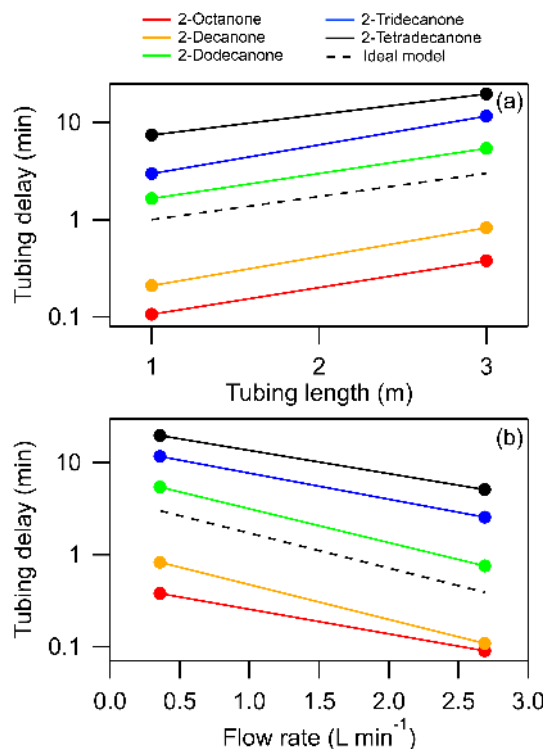 2-Octanone
2-Decanone
2-Dodecanone
2-Tridecanone
2-Tetradecanone
Ideal model
(a)
Tubing delay (min)
10
1
0.1
1 2 3
Tubing length (m)
(b)
Tubing delay (min)
10
1
0.1
0.0 0.5 1.0 1.5 2.0 2.5 3.0
Flow rate (L min⁻¹)